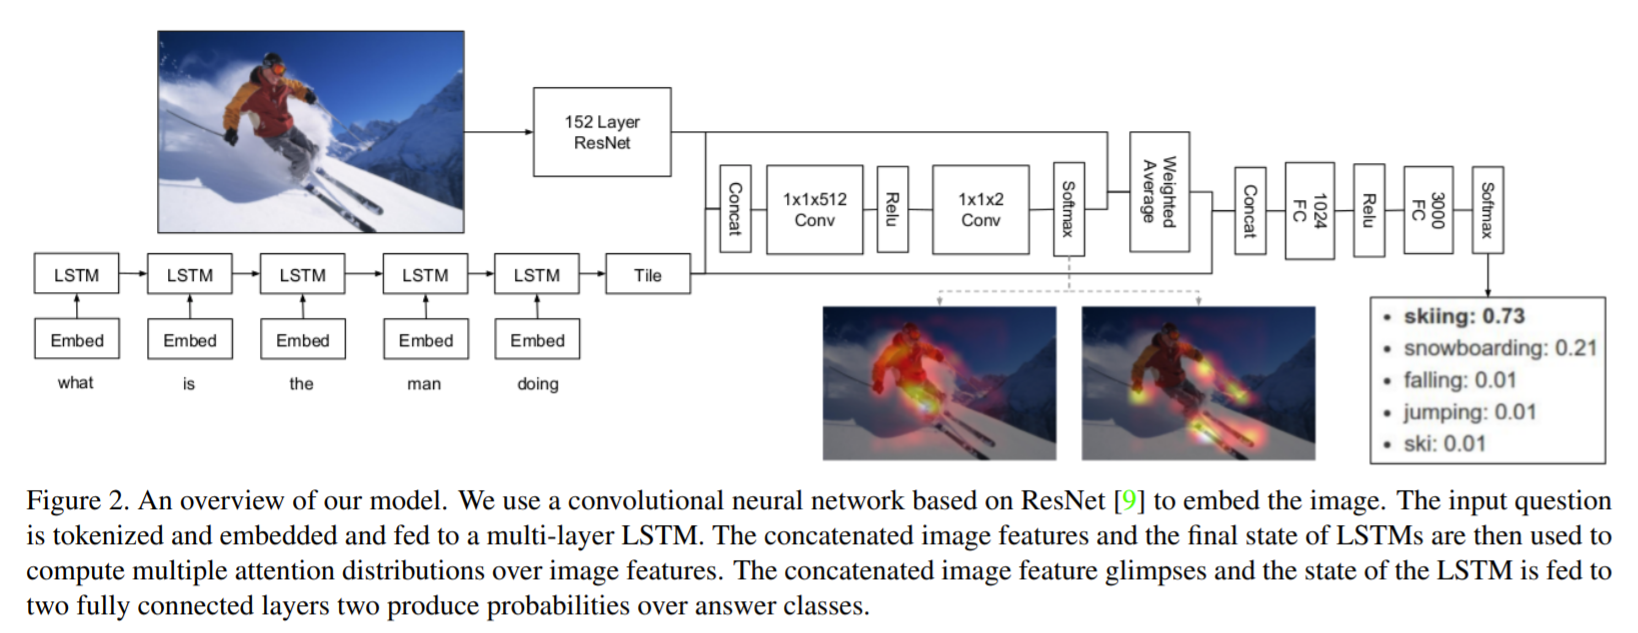 152 Layer
ResNet
Concat
1x1x512
Conv
Relu
1x1x2
Conv
Softmax
Weighted
Average
Concat
1024
FC
Relu
3000
FC
Softmax
LSTM
LSTM
LSTM
LSTM
LSTM
Tile
Embed
Embed
Embed
Embed
Embed
what
is
the
man
doing
• skiing: 0.73
• snowboarding: 0.21
• falling: 0.01
• jumping: 0.01
• ski: 0.01
Figure 2. An overview of our model. We use a convolutional neural network based on ResNet [9] to embed the image. The input question
is tokenized and embedded and fed to a multi-layer LSTM. The concatenated image features and the final state of LSTMs are then used to
compute multiple attention distributions over image features. The concatenated image feature glimpses and the state of the LSTM is fed to
two fully connected layers two produce probabilities over answer classes.